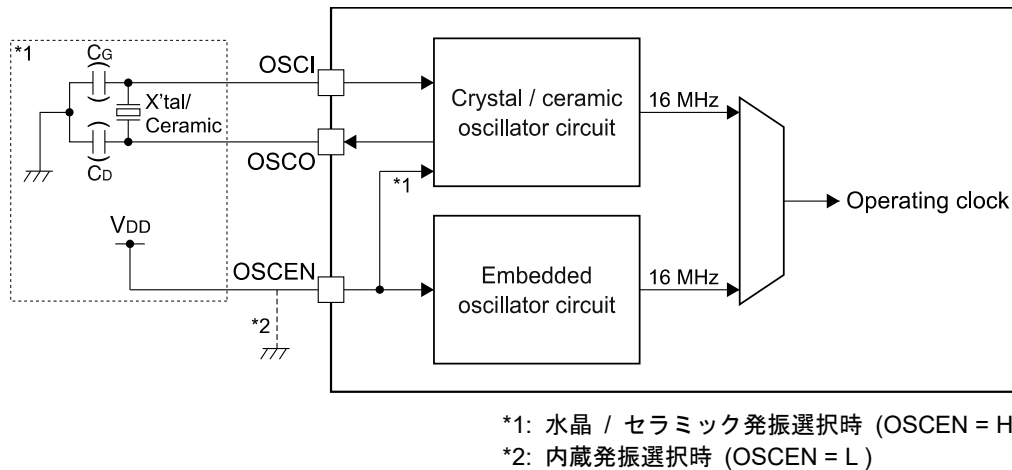 *1
CG
OSCI
X'tal/
Ceramic
Crystal / ceramic
oscillator circuit
16 MHz
OSCO
CD
*1
Operating clock
VDD
OSCEN
Embedded
oscillator circuit
16 MHz
*2
*1: 水晶 / セラミック発振選択時 (OSCEN = H
*2: 内蔵発振選択時 (OSCEN = L )